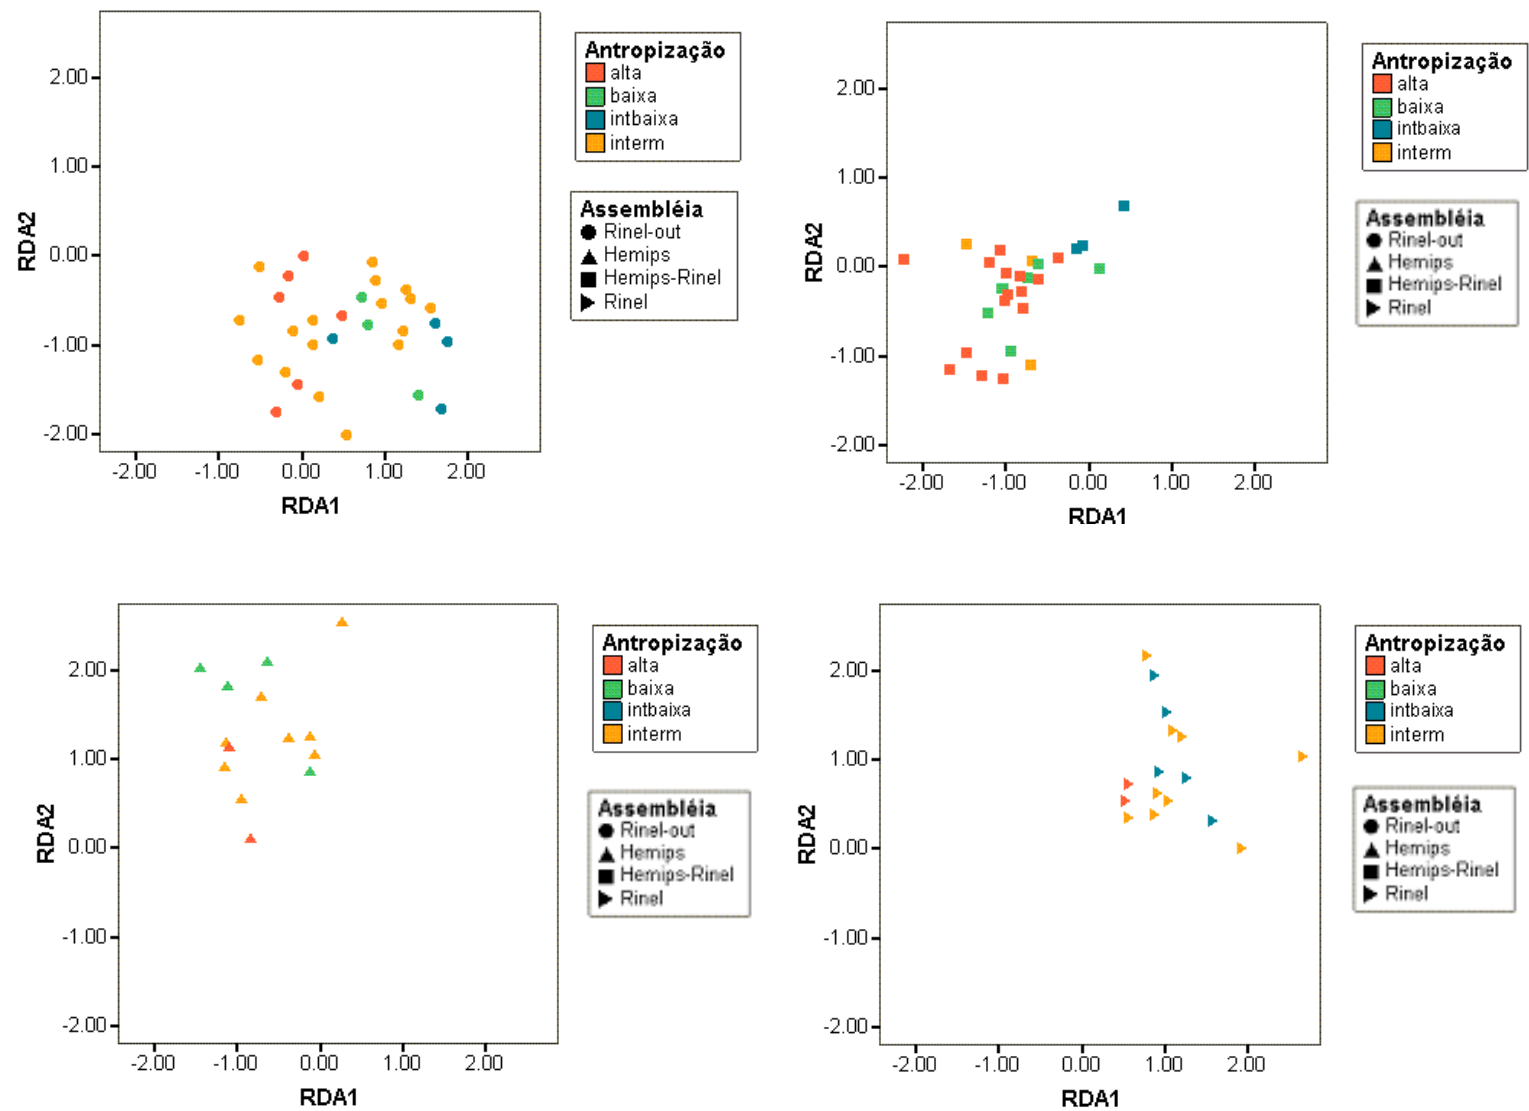 2.00
1.00
0.00
-1.00
-2.00
RDA2
-2.00 -1.00 0.00 1.00 2.00
RDA1
Antropização
alta
baixa
intbaixa
interm
Assembléia
Rinel-out
Hemips
Hemips-Rinel
Rinel
2.00
1.00
0.00
-1.00
-2.00
RDA2
-2.00 -1.00 0.00 1.00 2.00
RDA1
Antropização
alta
baixa
intbaixa
interm
Assembléia
Rinel-out
Hemips
Hemips-Rinel
Rinel
2.00
1.00
0.00
-1.00
-2.00
RDA2
-2.00 -1.00 0.00 1.00 2.00
RDA1
Antropização
alta
baixa
intbaixa
interm
Assembléia
Rinel-out
Hemips
Hemips-Rinel
Rinel
2.00
1.00
0.00
-1.00
-2.00
RDA2
-2.00 -1.00 0.00 1.00 2.00
RDA1
Antropização
alta
baixa
intbaixa
interm
Assembléia
Rinel-out
Hemips
Hemips-Rinel
Rinel